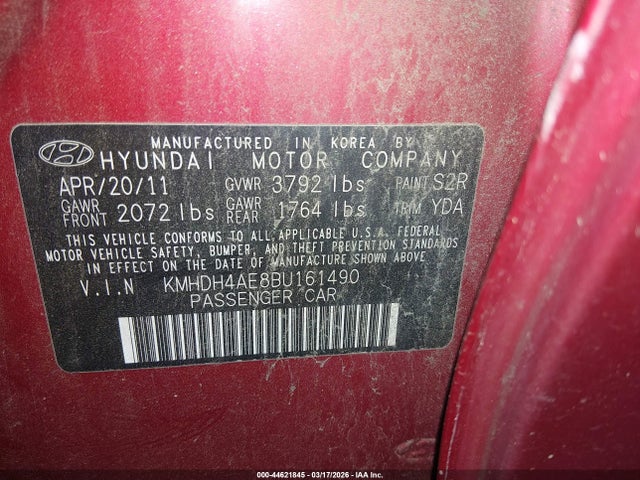 MANUFACTURED IN KOREA BY
HYUNDAI MOTOR COMPANY
APR/20/11 GVWR 3792 lbs PAINT S2R
GAWR FRONT 2072 lbs GAWR REAR 1764 lbs TRIM YDA
THIS VEHICLE CONFORMS TO ALL APPLICABLE U.S.A. FEDERAL
MOTOR VEHICLE SAFETY, BUMPER, AND THEFT PREVENTION STANDARDS
IN EFFECT ON THE DATE OF MANUFACTURE SHOWN ABOVE
V.I.N KMHDH4AE8BU161490
PASSENGER CAR
000-44621845 - 03/17/2026 - IAA Inc.